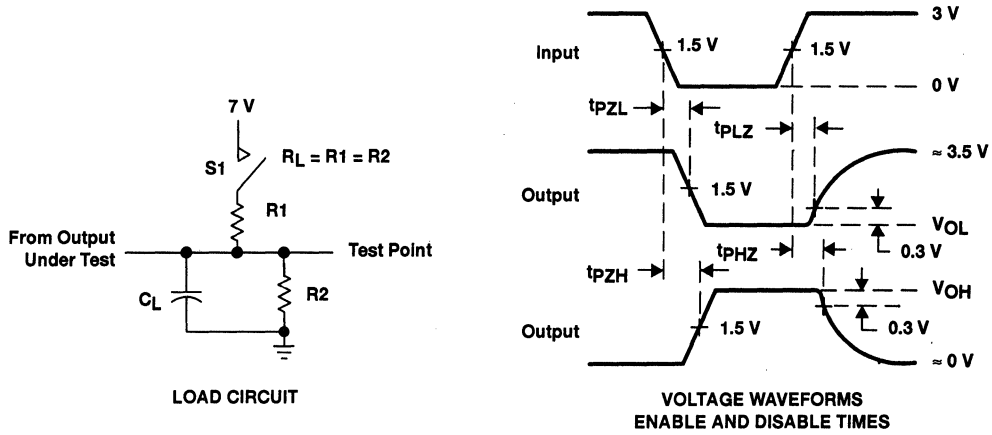 7 V
S1
RL = R1 = R2
R1
From Output
Under Test
Test Point
CL
R2
LOAD CIRCUIT
Input
1.5 V
1.5 V
3 V
0 V
tPZL
tPLZ
≈ 3.5 V
Output
1.5 V
VOL
0.3 V
tPHZ
tPZH
VOH
Output
1.5 V
0.3 V
≈ 0 V
VOLTAGE WAVEFORMS
ENABLE AND DISABLE TIMES